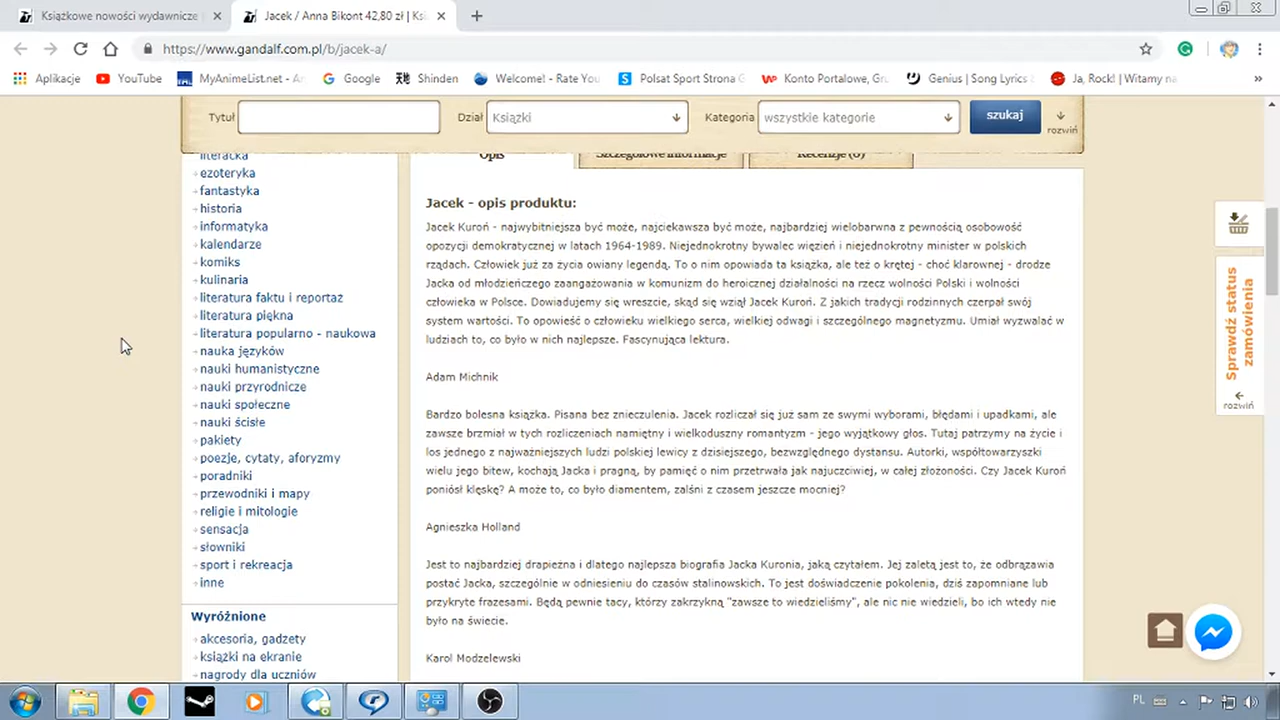 Książkowe nowości wydawnicze
Jacek / Anna Bikont 42,80 zł | Ksi
https://www.gandalf.com.pl/b/jacek-a/
Aplikacje
YouTube
MyAnimeList.net - A
Google
Shinden
Welcome! - Rate Yo
Polsat Sport Strona G
Konto Portalowe, Gr
Genius | Song Lyrics
Ja, Rock! | Witamy na
»
Tytuł
Dział
Książki
Kategoria
wszystkie kategorie
szukaj
rozwiń
literacka
ezoteryka
fantastyka
historia
informatyka
kalendarze
komiks
kulinaria
literatura faktu i reportaż
literatura piękna
literatura popularno - naukowa
nauka języków
nauki humanistyczne
nauki przyrodnicze
nauki społeczne
nauki ścisłe
pakiety
poezje, cytaty, aforyzmy
poradniki
przewodniki i mapy
religie i mitologie
sensacja
słowniki
sport i rekreacja
inne
Wyróżnione
akcesoria, gadżety
książki na ekranie
nagrody dla uczniów
Opis
Szczegółowe informacje
Recenzje (0)
Jacek - opis produktu:
Jacek Kuroń - najwybitniejsza być może, najciekawsza być może, najbardziej wielobarwna z pewnością osobowość
opozycji demokratycznej w latach 1964-1989. Niejednokrotny bywalec więzień i niejednokrotny minister w polskich
rządach. Człowiek już za życia owiany legendą. To o nim opowiada ta książka, ale też o krętej - choć klarownej - drodze
Jacka od młodzieńczego zaangażowania w komunizm do heroicznej działalności na rzecz wolności Polski i wolności
człowieka w Polsce. Dowiadujemy się wreszcie, skąd się wziął Jacek Kuroń. Z jakich tradycji rodzinnych czerpał swój
system wartości. To opowieść o człowieku wielkiego serca, wielkiej odwagi i szczególnego magnetyzmu. Umiał wyzwalać w
ludziach to, co było w nich najlepsze. Fascynująca lektura.
Adam Michnik
Bardzo bolesna książka. Pisana bez znieczulenia. Jacek rozliczał się już sam ze swymi wyborami, błędami i upadkami, ale
zawsze brzmiał w tych rozliczeniach namiętny i wielkoduszny romantyzm - jego wyjątkowy głos. Tutaj patrzymy na życie i
los jednego z najważniejszych ludzi polskiej lewicy z dzisiejszego, bezwzględnego dystansu. Autorki, współtowarzyszki
wielu jego bitew, kochają Jacka i pragną, by pamięć o nim przetrwała jak najuczciwiej, w całej złożoności. Czy Jacek Kuroń
poniósł klęskę? A może to, co było diamentem, zalśni z czasem jeszcze mocniej?
Agnieszka Holland
Jest to najbardziej drapieżna i dlatego najlepsza biografia Jacka Kuronia, jaką czytałem. Jej zaletą jest to, że odbrązawia
postać Jacka, szczególnie w odniesieniu do czasów stalinowskich. To jest doświadczenie pokolenia, dziś zapomniane lub
przykryte frazesami. Będą pewnie tacy, którzy zakrzykną "zawsze to wiedzieliśmy", ale nic nie wiedzieli, bo ich wtedy nie
było na świecie.
Karol Modzelewski
Sprawdź status
zamówienia
rozwiń
PL